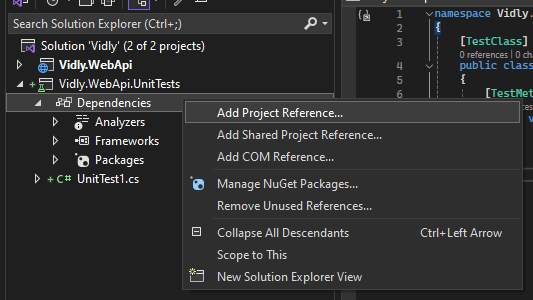 Search Solution Explorer (Ctrl+;)
Solution 'Vidly' (2 of 2 projects)
Vidly.WebApi
Vidly.WebApi.UnitTests
Dependencies
Analyzers
Frameworks
Packages
C# UnitTest1.cs
Add Project Reference...
Add Shared Project Reference...
Add COM Reference...
Manage NuGet Packages...
Remove Unused References...
Collapse All Descendants Ctrl+Left Arrow
Scope to This
New Solution Explorer View
1 namespace Vidly.
2 {
3 [TestClass]
0 references | 0 cha
4 public class
5 {
6 [TestMet